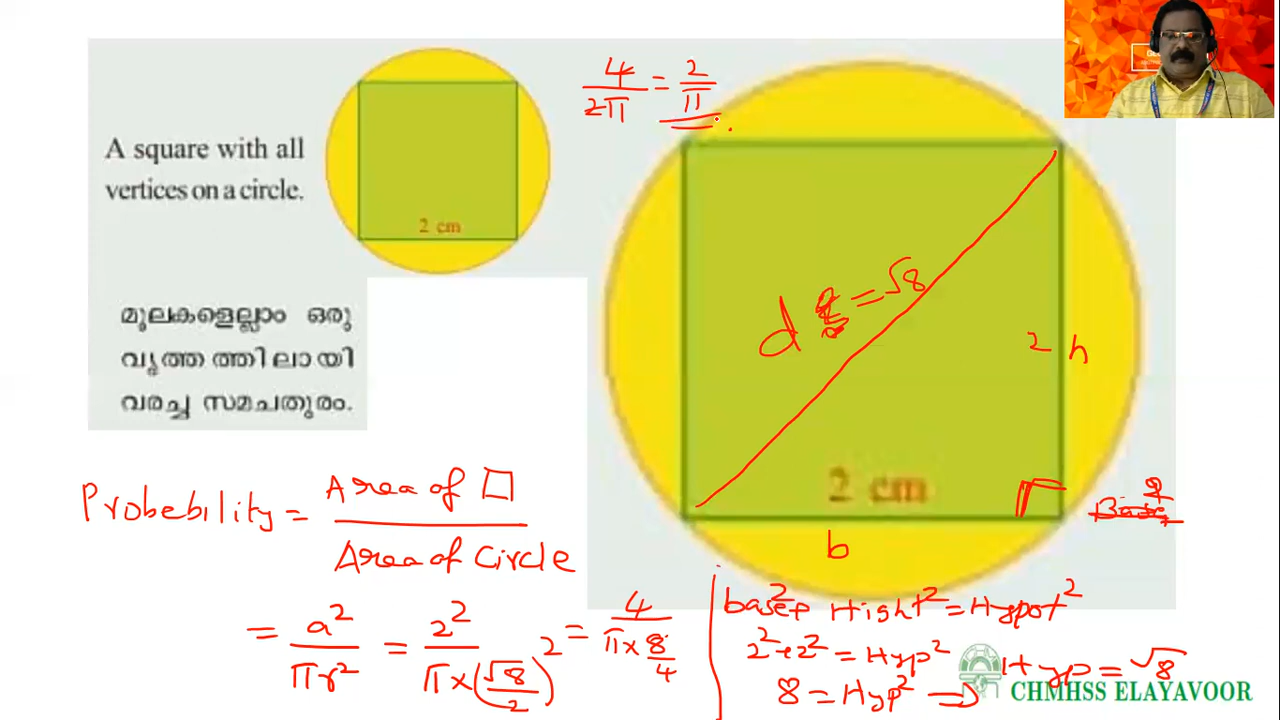 A square with all
vertices on a circle.
2 cm
മൂലകളെല്ലാം ഒരു
വൃത്തത്തിലായി
വരച്ച സമചതുരം.
4/2π = 2/π
d = √8
2 h
2 cm
b
Probebility = Area of □ / Area of Circle
= a² / πr² = 2² / π × (√8/2)² = 4 / π × 8/4
base² + Hight² = Hypot²
2² + 2² = Hyp²
8 = Hyp² ⇒ Hyp = √8
CHMHSS ELAYAVOOR